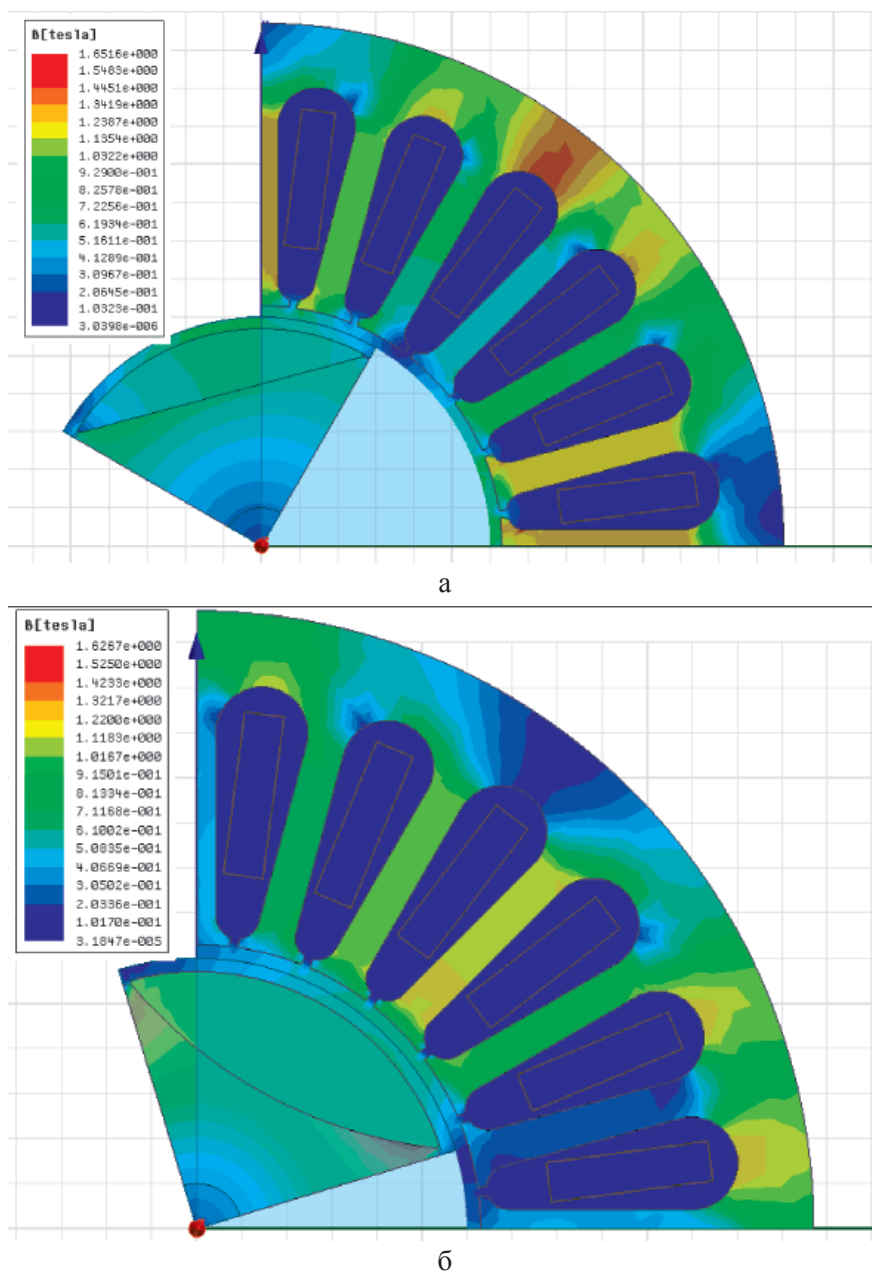 B[tesla]
1.6516e+000
1.5483e+000
1.4451e+000
1.3419e+000
1.2387e+000
1.1354e+000
1.0322e+000
9.2900e-001
8.2578e-001
7.2256e-001
6.1934e-001
5.1611e-001
4.1289e-001
3.0967e-001
2.0645e-001
1.0323e-001
3.0398e-006
а
B[tesla]
1.6267e+000
1.5250e+000
1.4233e+000
1.3217e+000
1.2200e+000
1.1183e+000
1.0167e+000
9.1501e-001
8.1334e-001
7.1168e-001
6.1002e-001
5.0835e-001
4.0669e-001
3.0502e-001
2.0336e-001
1.0170e-001
3.1847e-005
б